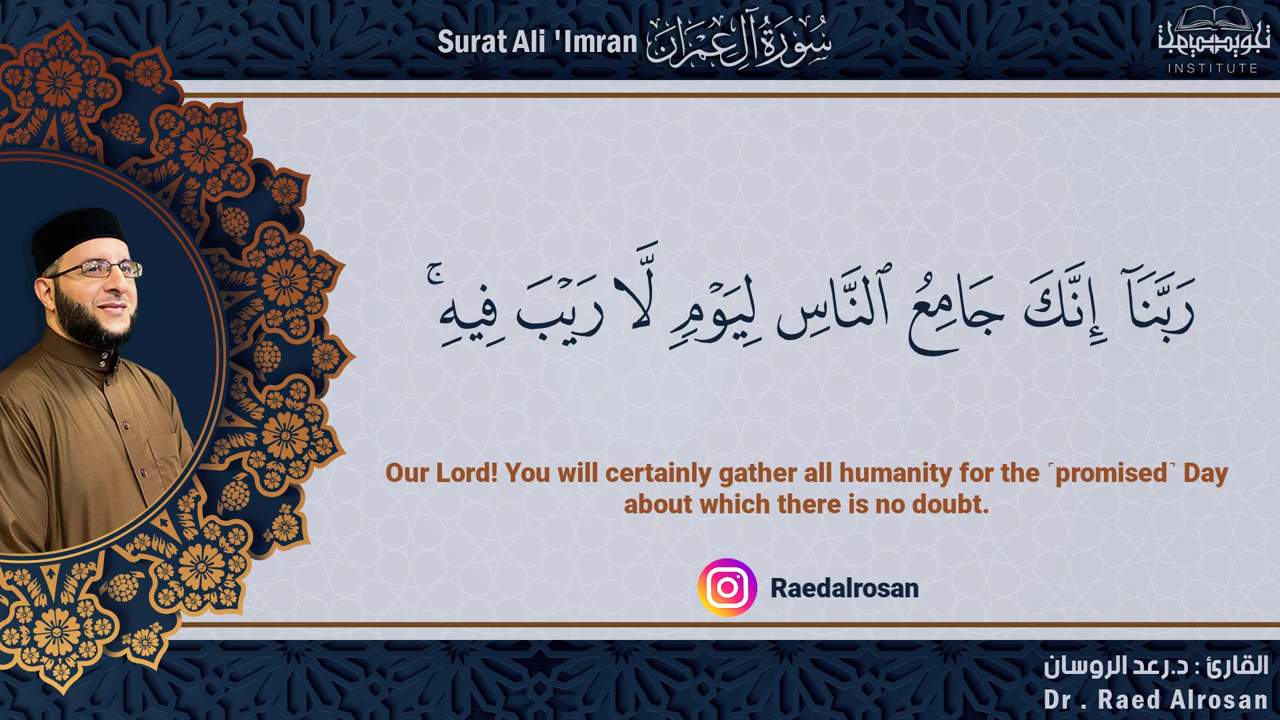 Surat Ali 'Imran سُورَةُ آلِ عِمْرَان
INSTITUTE
رَبَّنَآ إِنَّكَ جَامِعُ ٱلنَّاسِ لِيَوْمٍۢ لَّا رَيْبَ فِيهِ ۚ
Our Lord! You will certainly gather all humanity for the ˹promised˺ Day
about which there is no doubt.
Raedalrosan
القارئ : د.رعد الروسان
Dr . Raed Alrosan